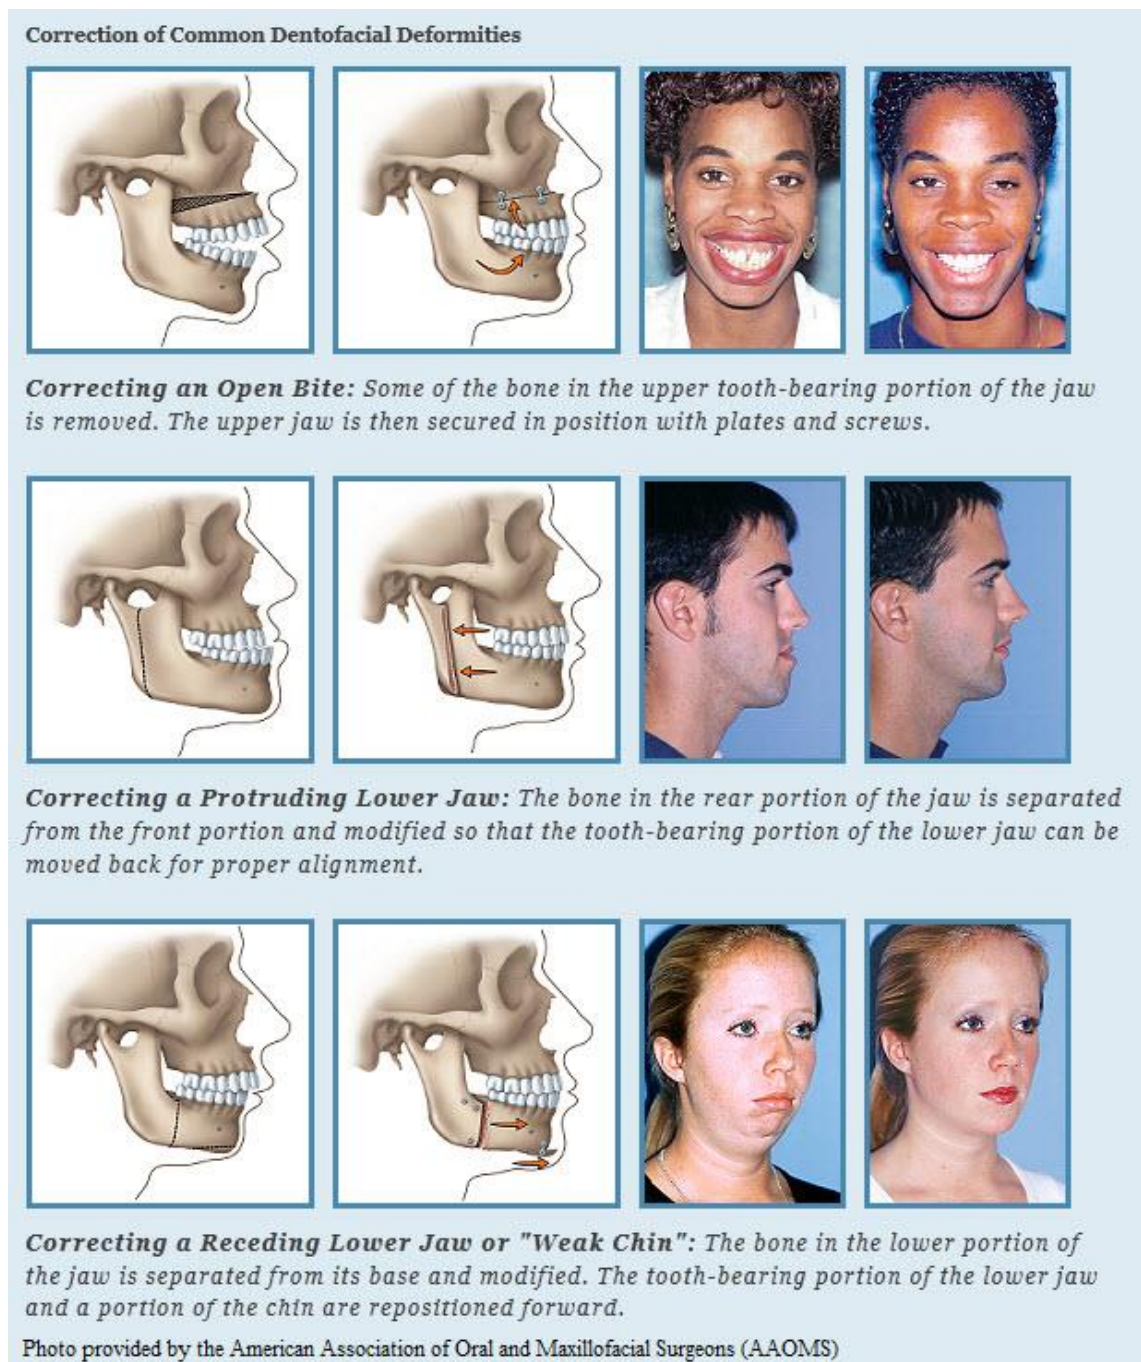 Correction of Common Dentofacial Deformities
Correcting an Open Bite: Some of the bone in the upper tooth-bearing portion of the jaw
is removed. The upper jaw is then secured in position with plates and screws.
Correcting a Protruding Lower Jaw: The bone in the rear portion of the jaw is separated
from the front portion and modified so that the tooth-bearing portion of the lower jaw can be
moved back for proper alignment.
Correcting a Receding Lower Jaw or "Weak Chin": The bone in the lower portion of
the jaw is separated from its base and modified. The tooth-bearing portion of the lower jaw
and a portion of the chin are repositioned forward.
Photo provided by the American Association of Oral and Maxillofacial Surgeons (AAOMS)